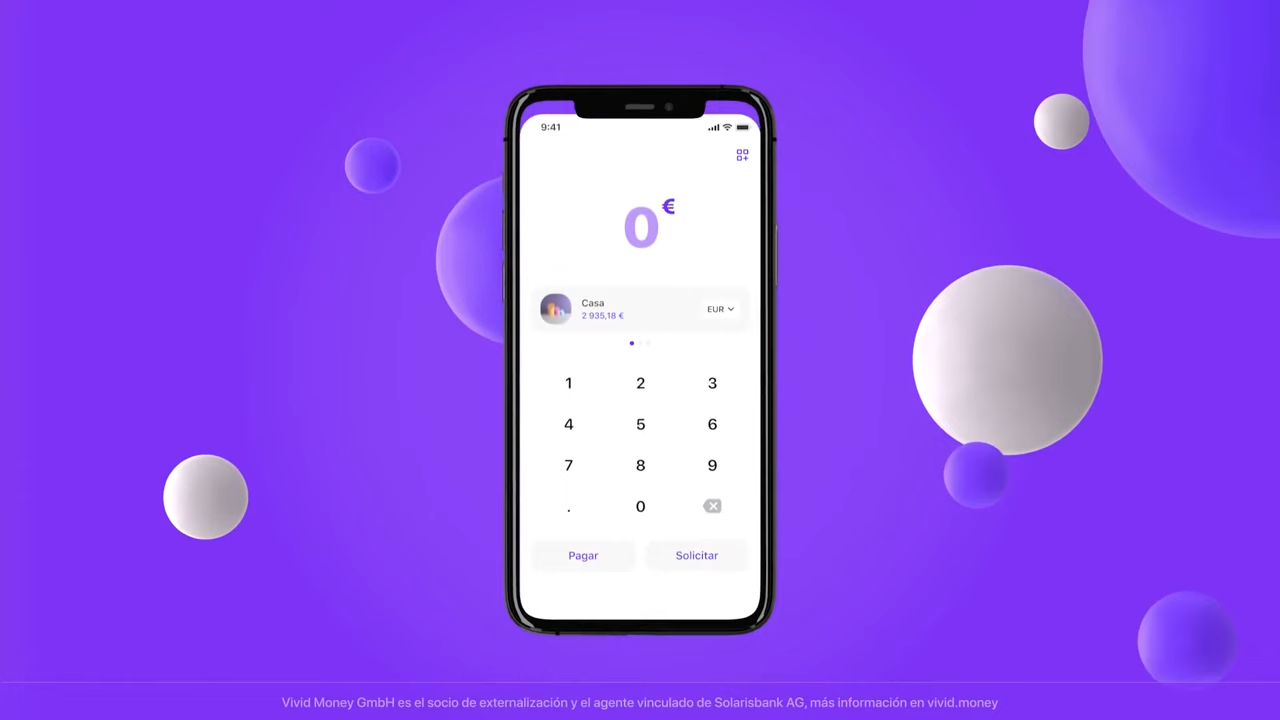 9:41
0€
Casa
2 935,18 €
EUR
1 2 3
4 5 6
7 8 9
. 0
Pagar Solicitar
Vivid Money GmbH es el socio de externalización y el agente vinculado de Solarisbank AG, más información en vivid.money